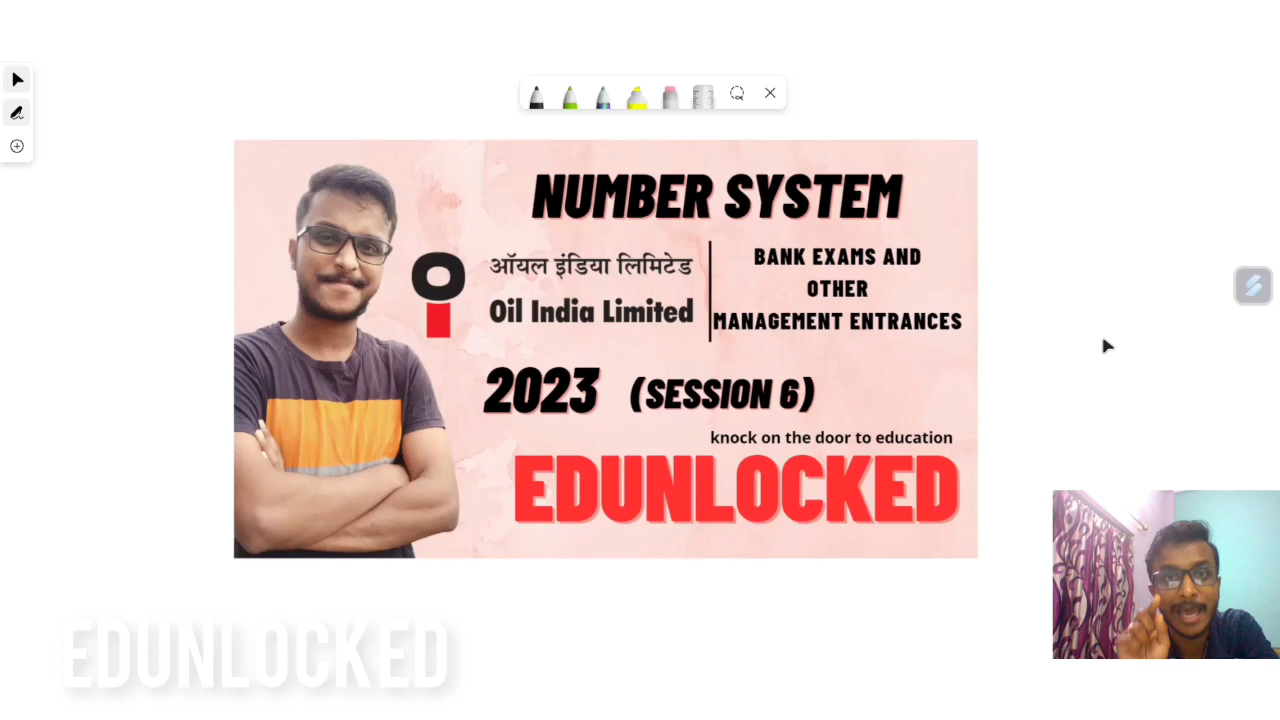 NUMBER SYSTEM
ऑयल इंडिया लिमिटेड
Oil India Limited
BANK EXAMS AND
OTHER
MANAGEMENT ENTRANCES
2023 (SESSION 6)
knock on the door to education
EDUNLOCKED
EDUNLOCKED